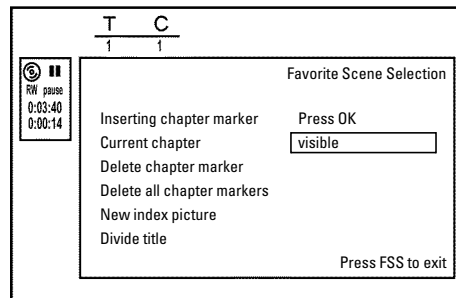 T C
1 1
RW pause
0:03:40
0:00:14
Favorite Scene Selection
Inserting chapter marker Press OK
Current chapter visible
Delete chapter marker
Delete all chapter markers
New index picture
Divide title
Press FSS to exit